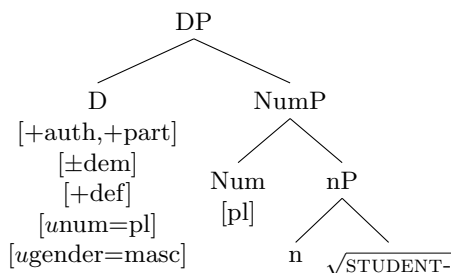 DP
D NumP
[+auth,+part]
[±dem] Num nP
[+def] [pl]
[unum=pl] n √STUDENT-
[ugender=masc]